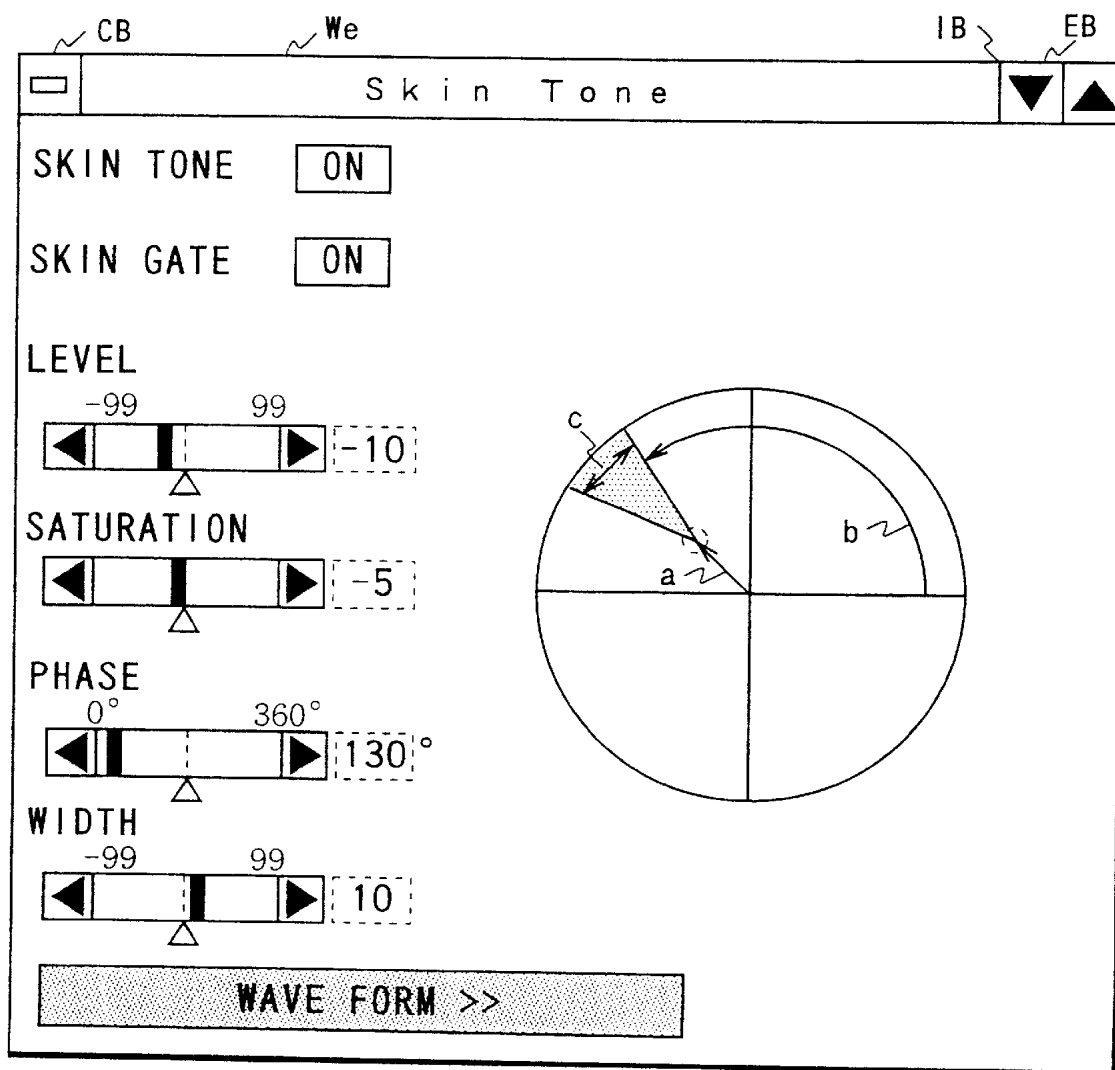 CB We IB EB
Skin Tone
SKIN TONE ON
SKIN GATE ON
LEVEL
-99 99
-10
c
b
a
SATURATION
-5
PHASE
0° 360°
130°
WIDTH
-99 99
10
WAVE FORM >>